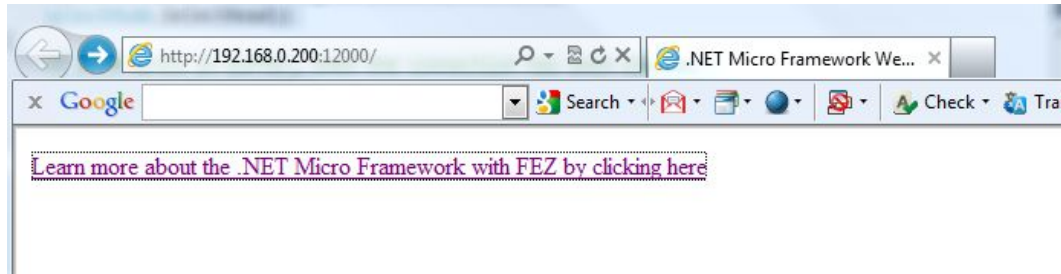 http://192.168.0.200:12000/ .NET Micro Framework We...
x Google Search Check Tra
Learn more about the .NET Micro Framework with FEZ by clicking here